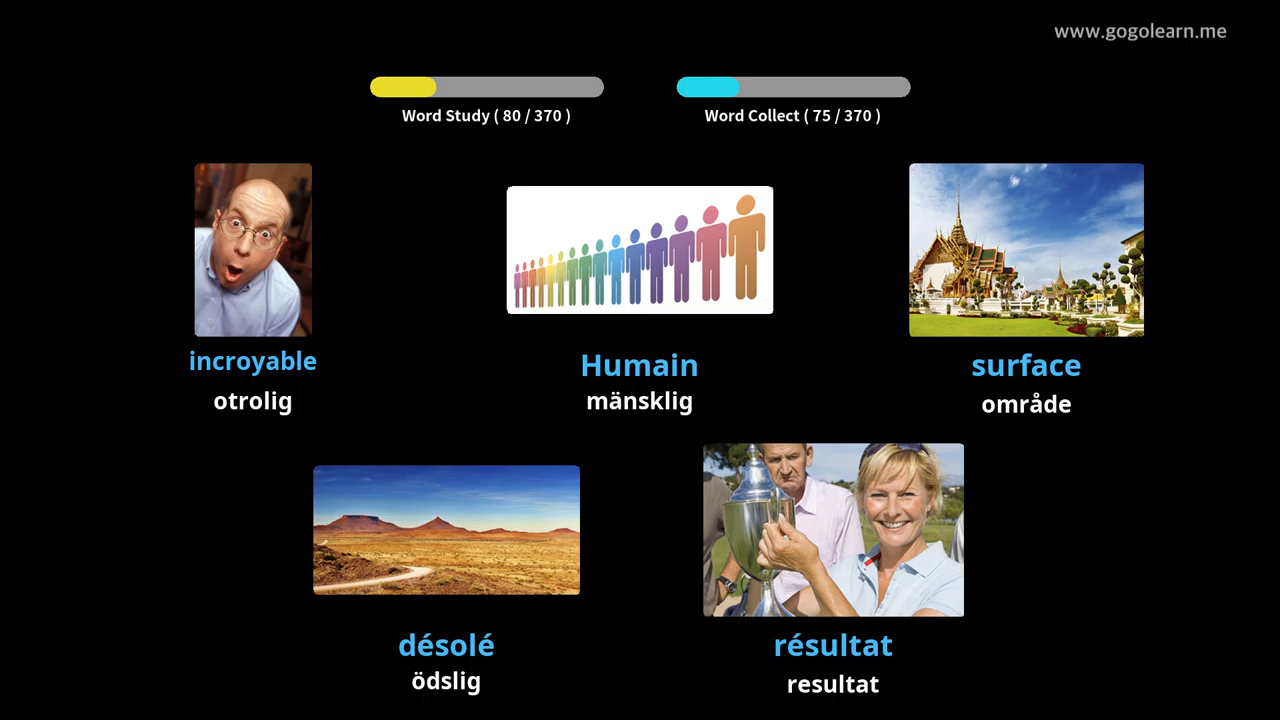 www.gogolearn.me
Word Study ( 80 / 370 )
Word Collect ( 75 / 370 )
incroyable
otrolig
Humain
mänsklig
surface
område
désolé
ödslig
résultat
resultat